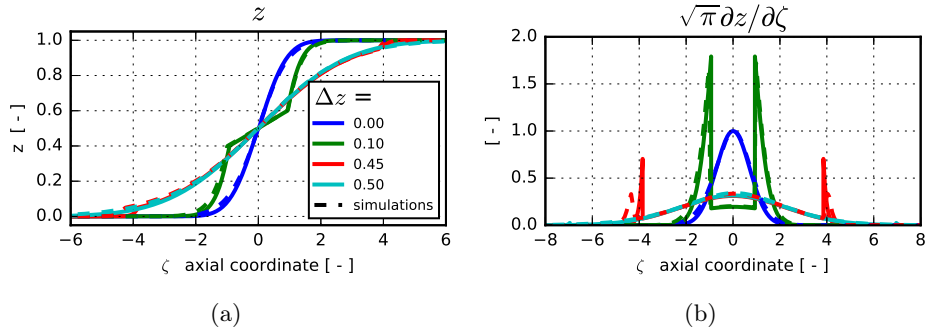 z
1.0
0.8
0.6
0.4
0.2
0.0
z [ - ]
Δz =
0.00
0.10
0.45
0.50
simulations
−6 −4 −2 0 2 4 6
ζ axial coordinate [ - ]
(a)
√π∂z/∂ζ
2.0
1.5
1.0
0.5
0.0
[ - ]
−8 −6 −4 −2 0 2 4 6 8
ζ axial coordinate [ - ]
(b)